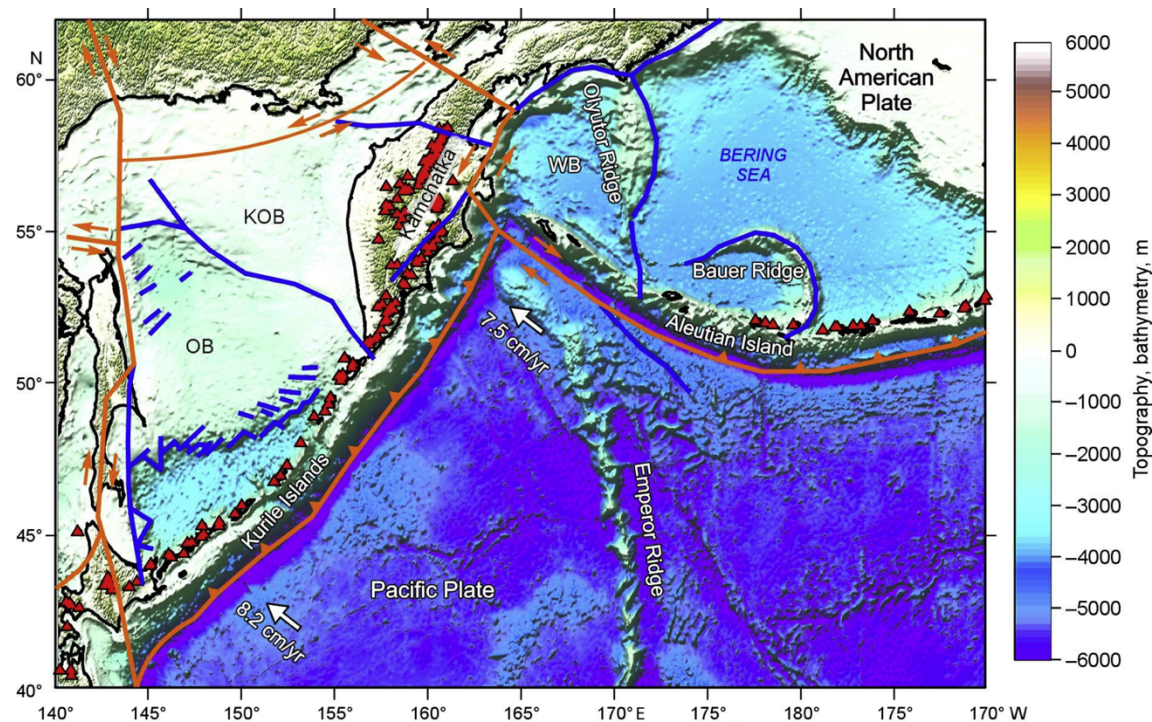 N
60°
55°
50°
45°
40°
140°
145°
150°
155°
160°
165°
170° E
175°
180°
175°
170° W
North
American
Plate
BERING
SEA
Olyutor Ridge
WB
Kamchatka
KOB
OB
Bauer Ridge
Aleutian Island
7.5 cm/yr
Kurile Islands
Emperor Ridge
Pacific Plate
8.2 cm/yr
6000
5000
4000
3000
2000
1000
0
−1000
−2000
−3000
−4000
−5000
−6000
Topography, bathymetry, m